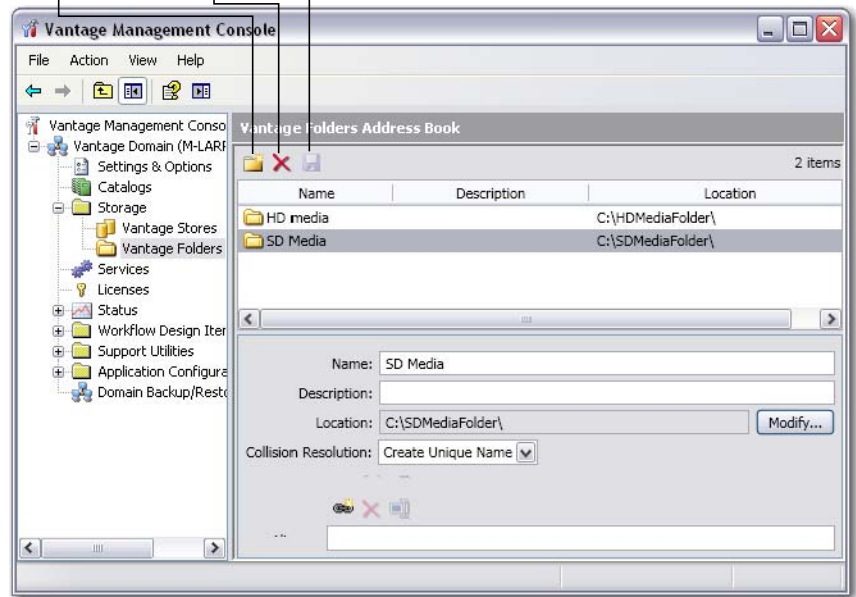 Vantage Management Console
File Action View Help
Vantage Management Conso
Vantage Domain (M-LARF
Settings & Options
Catalogs
Storage
Vantage Stores
Vantage Folders
Services
Licenses
Status
Workflow Design Iter
Support Utilities
Application Configura
Domain Backup/Resto
Vantage Folders Address Book
2 items
Name Description Location
HD media C:\HDMediaFolder\
SD Media C:\SDMediaFolder\
Name: SD Media
Description:
Location: C:\SDMediaFolder\ Modify...
Collision Resolution: Create Unique Name